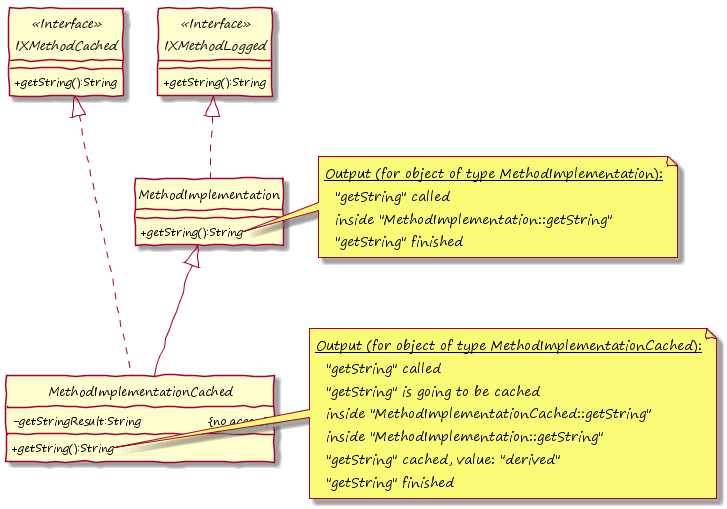 «Interface»
IXMethodCached
+getString():String
«Interface»
IXMethodLogged
+getString():String
MethodImplementation
+getString():String
Output (for object of type MethodImplementation):
"getString" called
inside "MethodImplementation::getString"
"getString" finished
MethodImplementationCached
-getStringResult:String {no
+getString():String
Output (for object of type MethodImplementationCached):
"getString" called
"getString" is going to be cached
inside "MethodImplementationCached::getString"
inside "MethodImplementation::getString"
"getString" cached, value: "derived"
"getString" finished